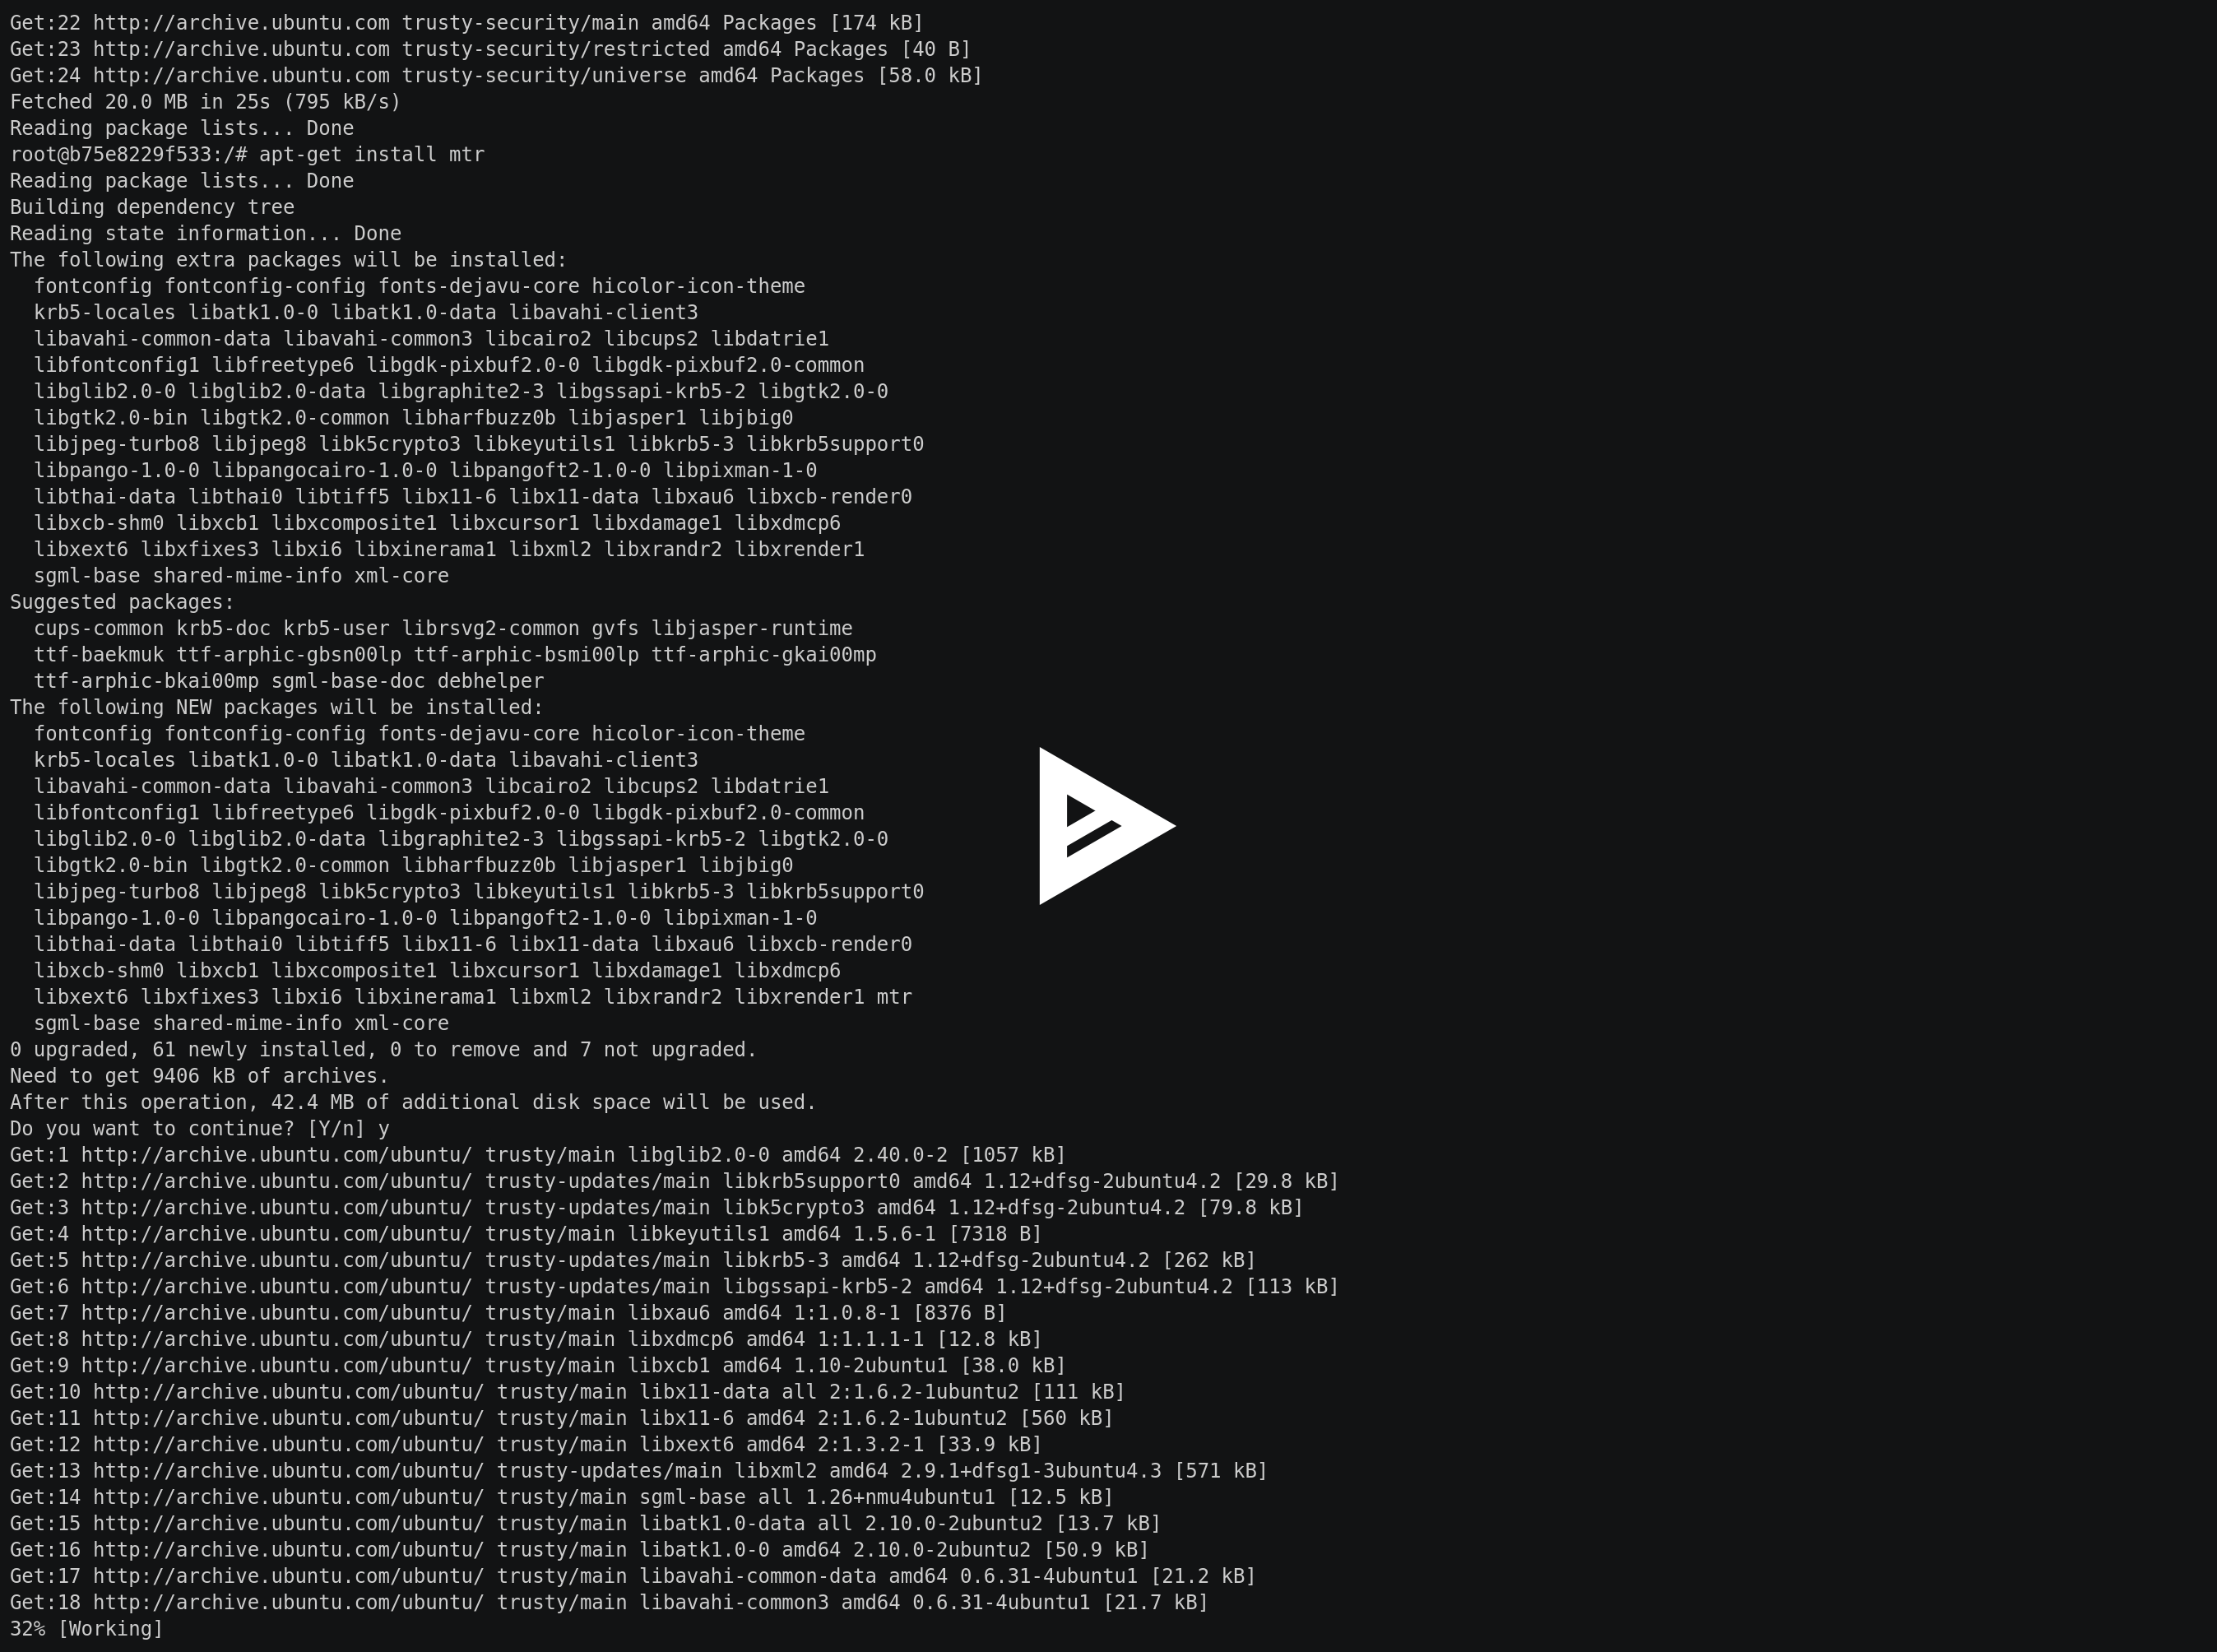 Get:22 http://archive.ubuntu.com trusty-security/main amd64 Packages [174 kB]
Get:23 http://archive.ubuntu.com trusty-security/restricted amd64 Packages [40 B]
Get:24 http://archive.ubuntu.com trusty-security/universe amd64 Packages [58.0 kB]
Fetched 20.0 MB in 25s (795 kB/s)
Reading package lists... Done
root@b75e8229f533:/# apt-get install mtr
Reading package lists... Done
Building dependency tree
Reading state information... Done
The following extra packages will be installed:
  fontconfig fontconfig-config fonts-dejavu-core hicolor-icon-theme
  krb5-locales libatk1.0-0 libatk1.0-data libavahi-client3
  libavahi-common-data libavahi-common3 libcairo2 libcups2 libdatrie1
  libfontconfig1 libfreetype6 libgdk-pixbuf2.0-0 libgdk-pixbuf2.0-common
  libglib2.0-0 libglib2.0-data libgraphite2-3 libgssapi-krb5-2 libgtk2.0-0
  libgtk2.0-bin libgtk2.0-common libharfbuzz0b libjasper1 libjbig0
  libjpeg-turbo8 libjpeg8 libk5crypto3 libkeyutils1 libkrb5-3 libkrb5support0
  libpango-1.0-0 libpangocairo-1.0-0 libpangoft2-1.0-0 libpixman-1-0
  libthai-data libthai0 libtiff5 libx11-6 libx11-data libxau6 libxcb-render0
  libxcb-shm0 libxcb1 libxcomposite1 libxcursor1 libxdamage1 libxdmcp6
  libxext6 libxfixes3 libxi6 libxinerama1 libxml2 libxrandr2 libxrender1
  sgml-base shared-mime-info xml-core
Suggested packages:
  cups-common krb5-doc krb5-user librsvg2-common gvfs libjasper-runtime
  ttf-baekmuk ttf-arphic-gbsn00lp ttf-arphic-bsmi00lp ttf-arphic-gkai00mp
  ttf-arphic-bkai00mp sgml-base-doc debhelper
The following NEW packages will be installed:
  fontconfig fontconfig-config fonts-dejavu-core hicolor-icon-theme
  krb5-locales libatk1.0-0 libatk1.0-data libavahi-client3
  libavahi-common-data libavahi-common3 libcairo2 libcups2 libdatrie1
  libfontconfig1 libfreetype6 libgdk-pixbuf2.0-0 libgdk-pixbuf2.0-common
  libglib2.0-0 libglib2.0-data libgraphite2-3 libgssapi-krb5-2 libgtk2.0-0
  libgtk2.0-bin libgtk2.0-common libharfbuzz0b libjasper1 libjbig0
  libjpeg-turbo8 libjpeg8 libk5crypto3 libkeyutils1 libkrb5-3 libkrb5support0
  libpango-1.0-0 libpangocairo-1.0-0 libpangoft2-1.0-0 libpixman-1-0
  libthai-data libthai0 libtiff5 libx11-6 libx11-data libxau6 libxcb-render0
  libxcb-shm0 libxcb1 libxcomposite1 libxcursor1 libxdamage1 libxdmcp6
  libxext6 libxfixes3 libxi6 libxinerama1 libxml2 libxrandr2 libxrender1 mtr
  sgml-base shared-mime-info xml-core
0 upgraded, 61 newly installed, 0 to remove and 7 not upgraded.
Need to get 9406 kB of archives.
After this operation, 42.4 MB of additional disk space will be used.
Do you want to continue? [Y/n] y
Get:1 http://archive.ubuntu.com/ubuntu/ trusty/main libglib2.0-0 amd64 2.40.0-2 [1057 kB]
Get:2 http://archive.ubuntu.com/ubuntu/ trusty-updates/main libkrb5support0 amd64 1.12+dfsg-2ubuntu4.2 [29.8 kB]
Get:3 http://archive.ubuntu.com/ubuntu/ trusty-updates/main libk5crypto3 amd64 1.12+dfsg-2ubuntu4.2 [79.8 kB]
Get:4 http://archive.ubuntu.com/ubuntu/ trusty/main libkeyutils1 amd64 1.5.6-1 [7318 B]
Get:5 http://archive.ubuntu.com/ubuntu/ trusty-updates/main libkrb5-3 amd64 1.12+dfsg-2ubuntu4.2 [262 kB]
Get:6 http://archive.ubuntu.com/ubuntu/ trusty-updates/main libgssapi-krb5-2 amd64 1.12+dfsg-2ubuntu4.2 [113 kB]
Get:7 http://archive.ubuntu.com/ubuntu/ trusty/main libxau6 amd64 1:1.0.8-1 [8376 B]
Get:8 http://archive.ubuntu.com/ubuntu/ trusty/main libxdmcp6 amd64 1:1.1.1-1 [12.8 kB]
Get:9 http://archive.ubuntu.com/ubuntu/ trusty/main libxcb1 amd64 1.10-2ubuntu1 [38.0 kB]
Get:10 http://archive.ubuntu.com/ubuntu/ trusty/main libx11-data all 2:1.6.2-1ubuntu2 [111 kB]
Get:11 http://archive.ubuntu.com/ubuntu/ trusty/main libx11-6 amd64 2:1.6.2-1ubuntu2 [560 kB]
Get:12 http://archive.ubuntu.com/ubuntu/ trusty/main libxext6 amd64 2:1.3.2-1 [33.9 kB]
Get:13 http://archive.ubuntu.com/ubuntu/ trusty-updates/main libxml2 amd64 2.9.1+dfsg1-3ubuntu4.3 [571 kB]
Get:14 http://archive.ubuntu.com/ubuntu/ trusty/main sgml-base all 1.26+nmu4ubuntu1 [12.5 kB]
Get:15 http://archive.ubuntu.com/ubuntu/ trusty/main libatk1.0-data all 2.10.0-2ubuntu2 [13.7 kB]
Get:16 http://archive.ubuntu.com/ubuntu/ trusty/main libatk1.0-0 amd64 2.10.0-2ubuntu2 [50.9 kB]
Get:17 http://archive.ubuntu.com/ubuntu/ trusty/main libavahi-common-data amd64 0.6.31-4ubuntu1 [21.2 kB]
Get:18 http://archive.ubuntu.com/ubuntu/ trusty/main libavahi-common3 amd64 0.6.31-4ubuntu1 [21.7 kB]
32% [Working]